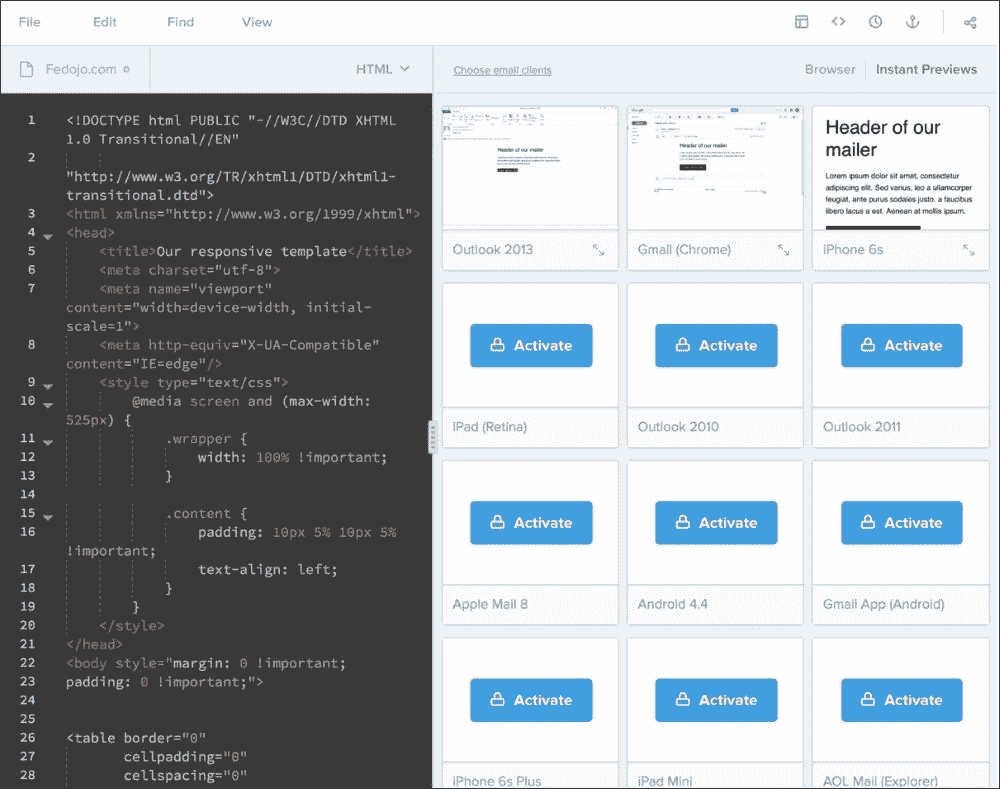 File Edit Find View
Fedojo.com HTML
Choose email clients Browser Instant Previews
1 <!DOCTYPE html PUBLIC "-//W3C//DTD XHTML
1.0 Transitional//EN"
2
"http://www.w3.org/TR/xhtml1/DTD/xhtml1-
transitional.dtd">
3 <html xmlns="http://www.w3.org/1999/xhtml">
4 <head>
5 <title>Our responsive template</title>
6 <meta charset="utf-8">
7 <meta name="viewport"
content="width=device-width, initial-
scale=1">
8 <meta http-equiv="X-UA-Compatible"
content="IE=edge"/>
9 <style type="text/css">
10 @media screen and (max-width:
525px) {
11 .wrapper {
12 width: 100% !important;
13 }
14
15 .content {
16 padding: 10px 5% 10px 5%
!important;
17 text-align: left;
18 }
19 }
20 </style>
21 </head>
22 <body style="margin: 0 !important;
23 padding: 0 !important;">
24
25
26 <table border="0"
27 cellpadding="0"
28 cellspacing="0"
Header of our mailer
Header of our mailer
Header of our
mailer
Lorem ipsum dolor sit amet, consectetur
adipiscing elit. Sed varius, leo a ullamcorper
feugiat, ante purus sodales justo, a faucibus
libero lacus a est. Aenean at mollis ipsum.
Outlook 2013 Gmail (Chrome) iPhone 6s
Activate Activate Activate
iPad (Retina) Outlook 2010 Outlook 2011
Activate Activate Activate
Apple Mail 8 Android 4.4 Gmail App (Android)
Activate Activate Activate
iPhone 6s Plus iPad Mini AOL Mail (Explorer)